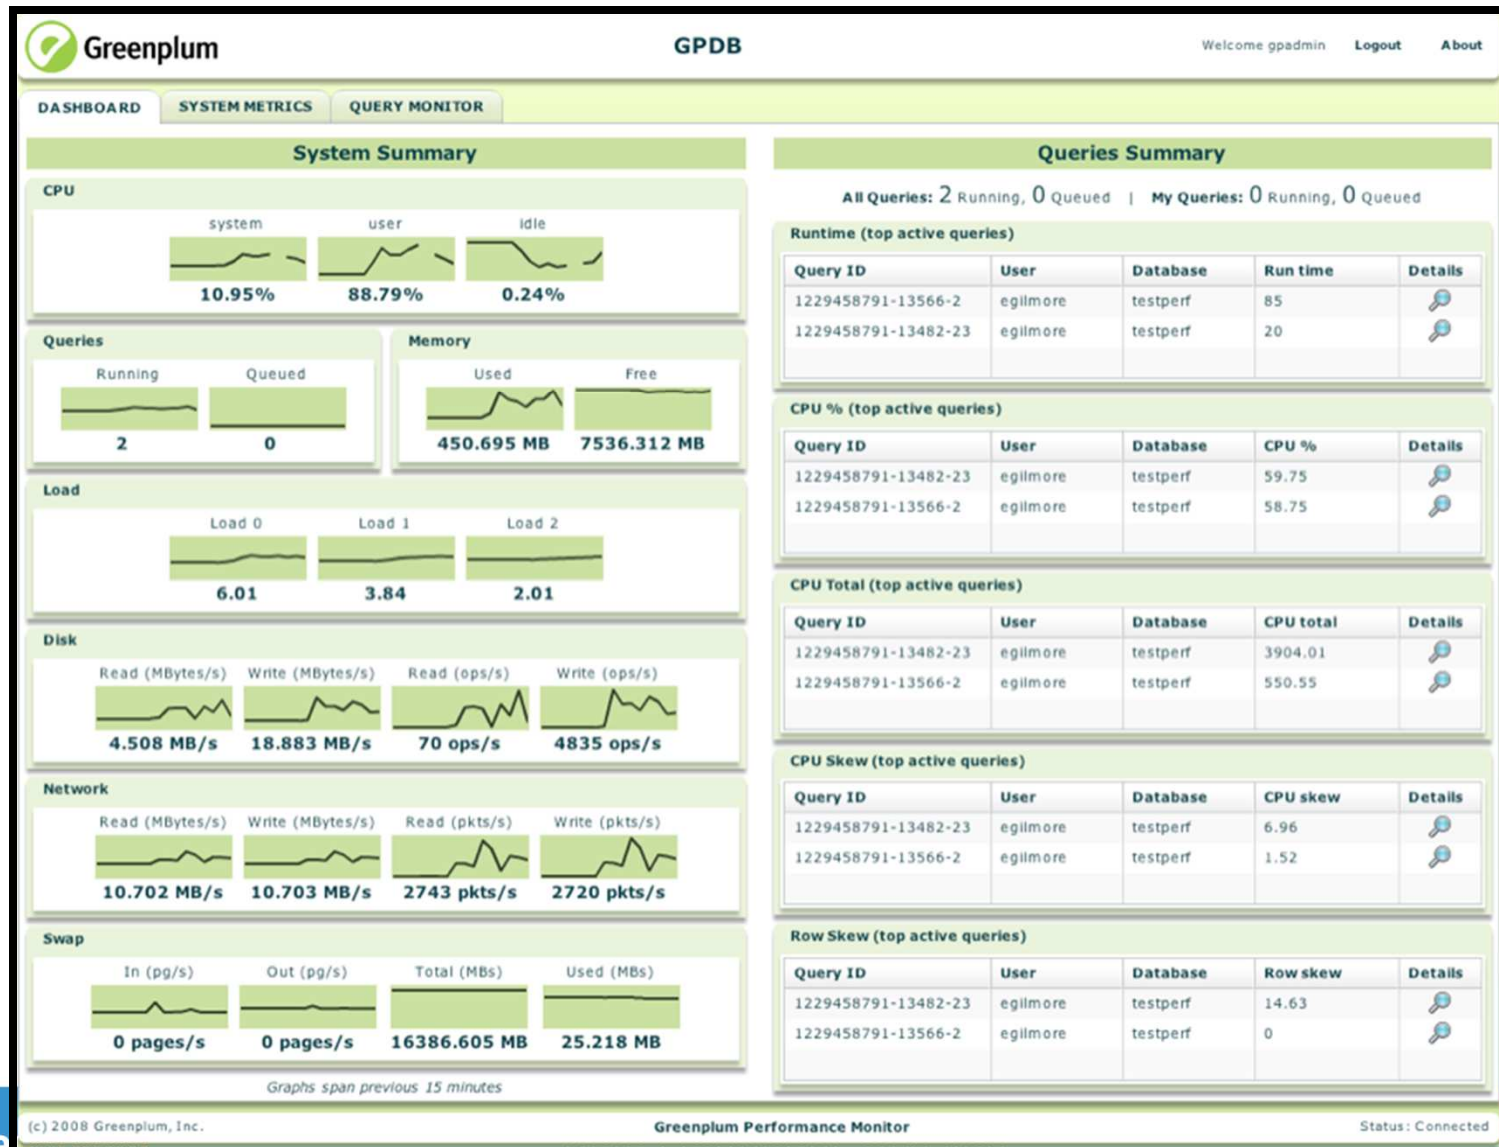 Greenplum
GPDB
Welcome gpadmin Logout About
DASHBOARD SYSTEM METRICS QUERY MONITOR
System Summary
CPU
system user idle
10.95% 88.79% 0.24%
Queries
Running Queued
2 0
Memory
Used Free
450.695 MB 7536.312 MB
Load
Load 0 Load 1 Load 2
6.01 3.84 2.01
Disk
Read (MBytes/s) Write (MBytes/s) Read (ops/s) Write (ops/s)
4.508 MB/s 18.883 MB/s 70 ops/s 4835 ops/s
Network
Read (MBytes/s) Write (MBytes/s) Read (pkts/s) Write (pkts/s)
10.702 MB/s 10.703 MB/s 2743 pkts/s 2720 pkts/s
Swap
In (pg/s) Out (pg/s) Total (MBs) Used (MBs)
0 pages/s 0 pages/s 16386.605 MB 25.218 MB
Graphs span previous 15 minutes
Queries Summary
All Queries: 2 Running, 0 Queued | My Queries: 0 Running, 0 Queued
Runtime (top active queries)
Query ID User Database Run time Details
1229458791-13566-2 egilmore testperf 85
1229458791-13482-23 egilmore testperf 20
CPU % (top active queries)
Query ID User Database CPU % Details
1229458791-13482-23 egilmore testperf 59.75
1229458791-13566-2 egilmore testperf 58.75
CPU Total (top active queries)
Query ID User Database CPU total Details
1229458791-13482-23 egilmore testperf 3904.01
1229458791-13566-2 egilmore testperf 550.55
CPU Skew (top active queries)
Query ID User Database CPU skew Details
1229458791-13482-23 egilmore testperf 6.96
1229458791-13566-2 egilmore testperf 1.52
Row Skew (top active queries)
Query ID User Database Row skew Details
1229458791-13482-23 egilmore testperf 14.63
1229458791-13566-2 egilmore testperf 0
(c) 2008 Greenplum, Inc. Greenplum Performance Monitor Status: Connected